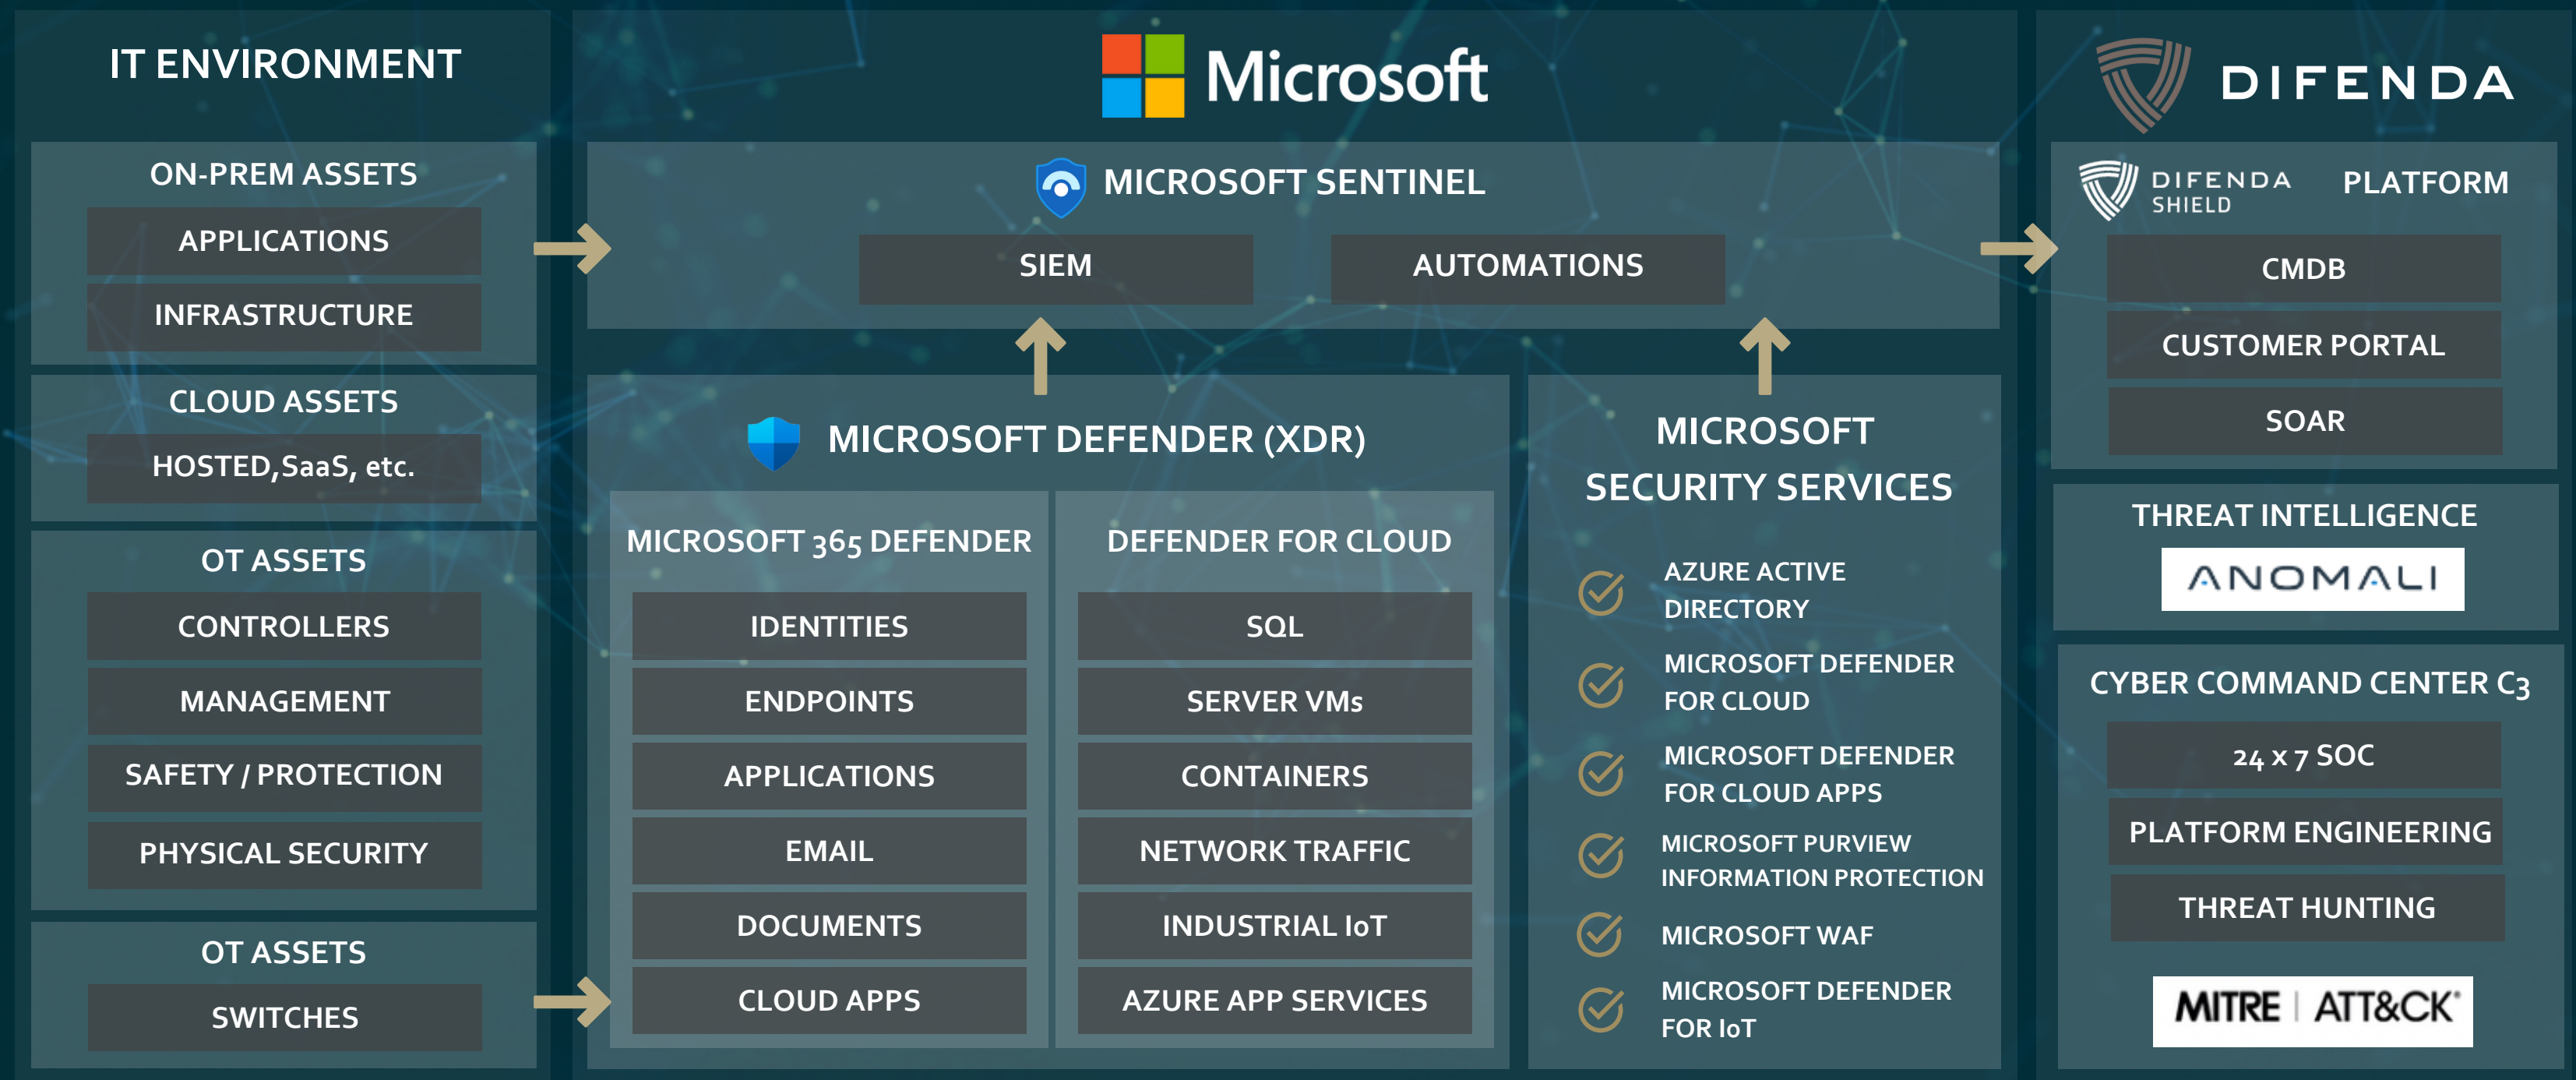 IT ENVIRONMENT
ON-PREM ASSETS
APPLICATIONS
INFRASTRUCTURE
CLOUD ASSETS
HOSTED, SaaS, etc.
OT ASSETS
CONTROLLERS
MANAGEMENT
SAFETY / PROTECTION
PHYSICAL SECURITY
OT ASSETS
SWITCHES
Microsoft
MICROSOFT SENTINEL
SIEM
AUTOMATIONS
MICROSOFT DEFENDER (XDR)
MICROSOFT 365 DEFENDER
IDENTITIES
ENDPOINTS
APPLICATIONS
EMAIL
DOCUMENTS
CLOUD APPS
DEFENDER FOR CLOUD
SQL
SERVER VMs
CONTAINERS
NETWORK TRAFFIC
INDUSTRIAL IoT
AZURE APP SERVICES
MICROSOFT
SECURITY SERVICES
AZURE ACTIVE
DIRECTORY
MICROSOFT DEFENDER
FOR CLOUD
MICROSOFT DEFENDER
FOR CLOUD APPS
MICROSOFT PURVIEW
INFORMATION PROTECTION
MICROSOFT WAF
MICROSOFT DEFENDER
FOR IoT
DIFENDA
DIFENDA
SHIELD
PLATFORM
CMDB
CUSTOMER PORTAL
SOAR
THREAT INTELLIGENCE
ANOMALI
CYBER COMMAND CENTER C3
24 x 7 SOC
PLATFORM ENGINEERING
THREAT HUNTING
MITRE | ATT&CK®